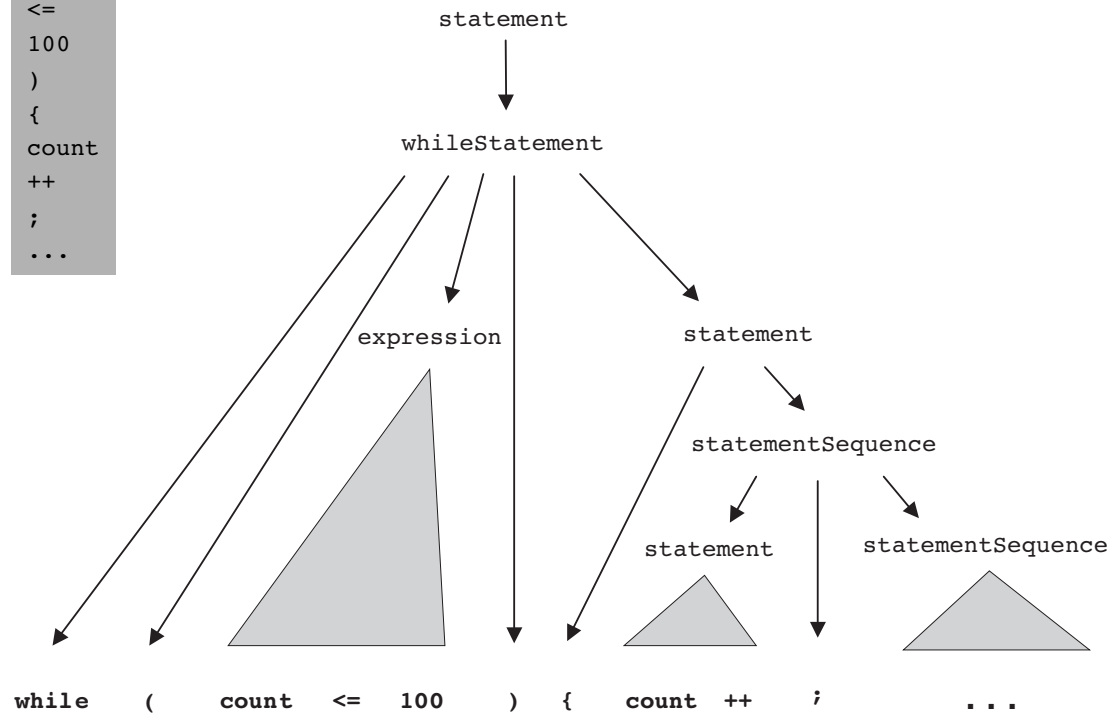 <=
100
)
{
count
++
;
...
statement
whileStatement
expression statement
statementSequence
statement statementSequence
while ( count <= 100 ) { count ++ ; ...